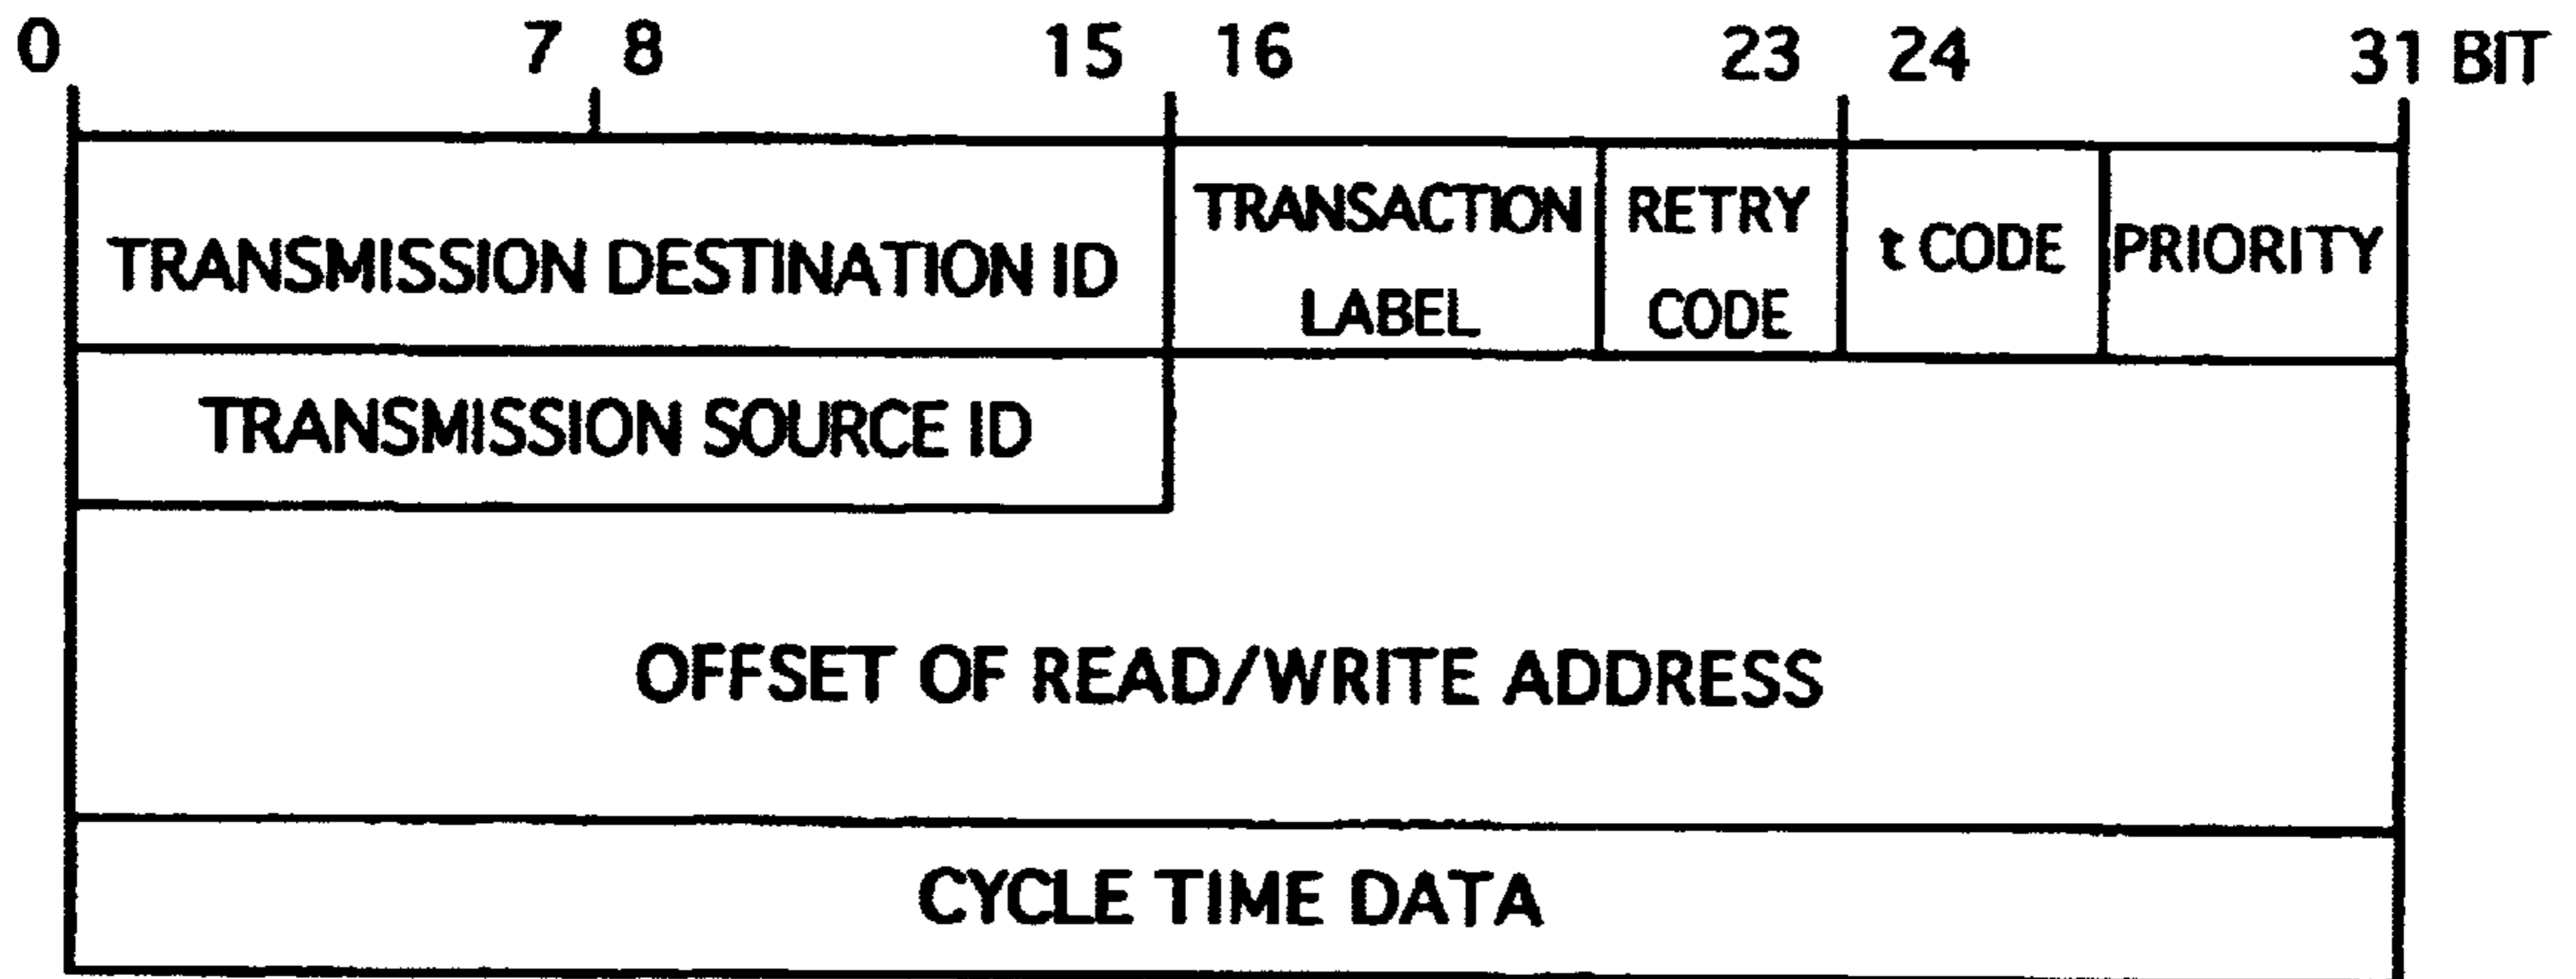 0 7 8 15 16 23 24 31 BIT
TRANSMISSION DESTINATION ID
TRANSACTION
LABEL
RETRY
CODE
t CODE
PRIORITY
TRANSMISSION SOURCE ID
OFFSET OF READ/WRITE ADDRESS
CYCLE TIME DATA